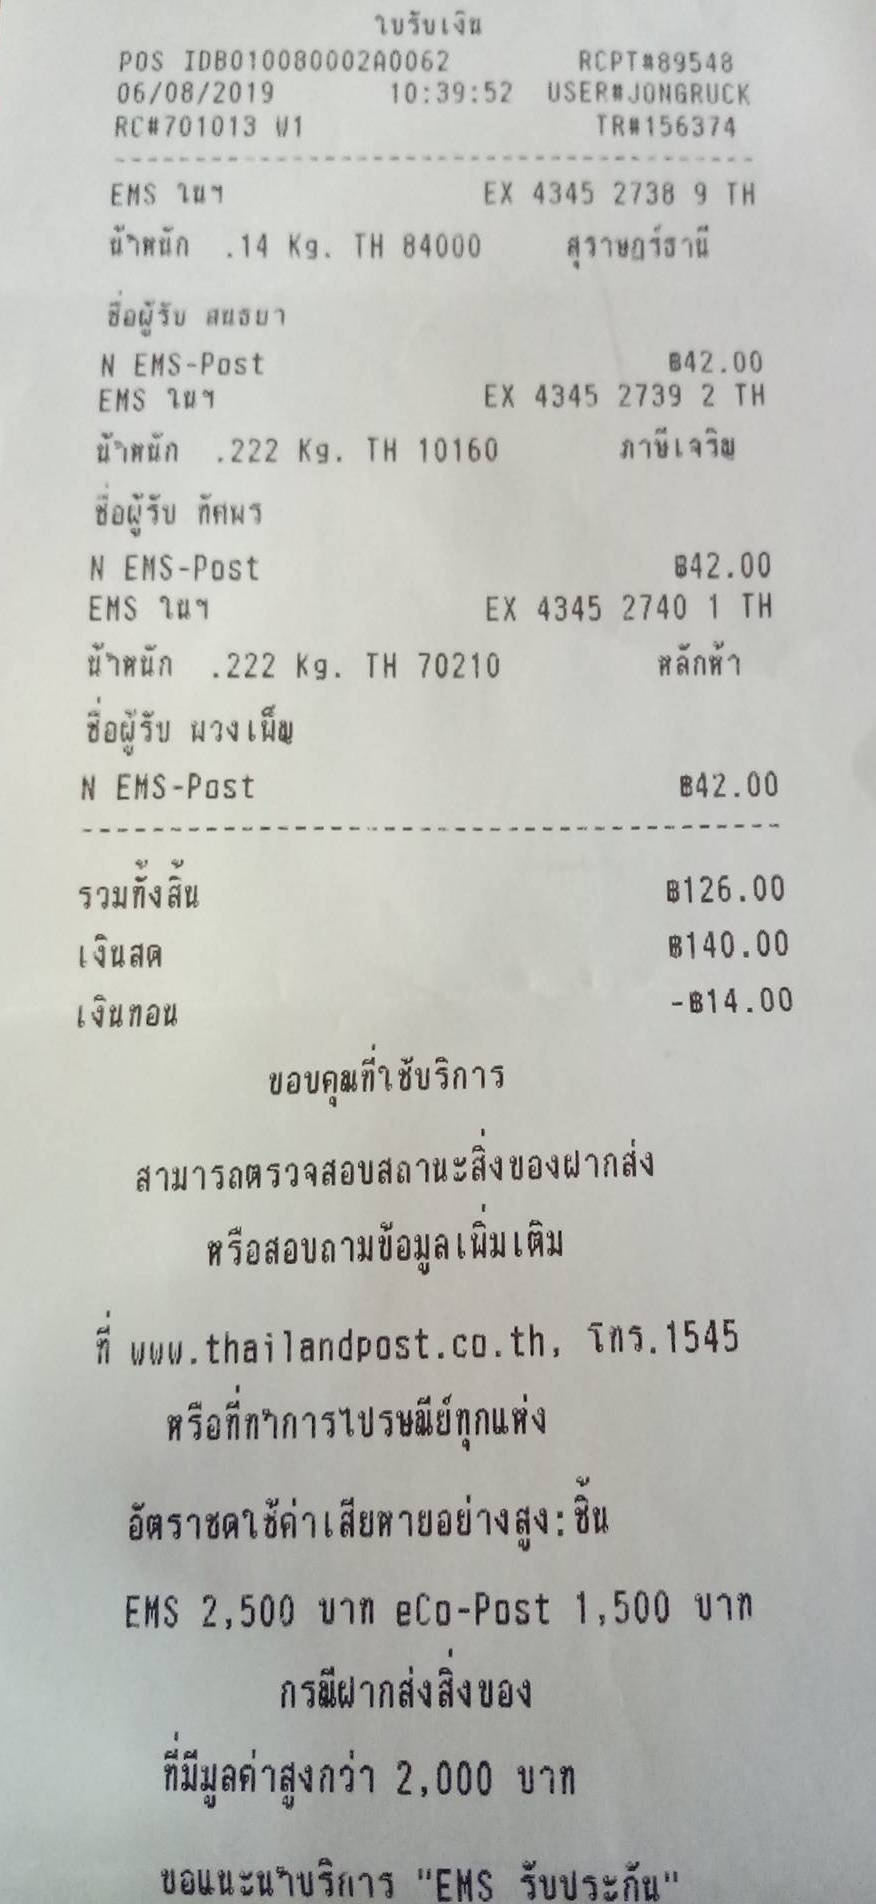 ใบรับเงิน
POS IDB010080002A0062 RCPT#89548
06/08/2019 10:39:52 USER#JONGRUCK
RC#701013 W1 TR#156374
EMS ในฯ EX 4345 2738 9 TH
น้ำหนัก .14 Kg. TH 84000 สุราษฎร์ธานี
ชื่อผู้รับ สนธยา
N EMS-Post ฿42.00
EMS ในฯ EX 4345 2739 2 TH
น้ำหนัก .222 Kg. TH 10160 ภาษีเจริญ
ชื่อผู้รับ ทัศพร
N EMS-Post ฿42.00
EMS ในฯ EX 4345 2740 1 TH
น้ำหนัก .222 Kg. TH 70210 หลักห้า
ชื่อผู้รับ พวงเพ็ญ
N EMS-Post ฿42.00
รวมทั้งสิ้น ฿126.00
เงินสด ฿140.00
เงินทอน -฿14.00
ขอบคุณที่ใช้บริการ
สามารถตรวจสอบสถานะสิ่งของฝากส่ง
หรือสอบถามข้อมูลเพิ่มเติม
ที่ www.thailandpost.co.th, โทร.1545
หรือที่ทำการไปรษณีย์ทุกแห่ง
อัตราชดใช้ค่าเสียหายอย่างสูง:ชิ้น
EMS 2,500 บาท eCo-Post 1,500 บาท
กรณีฝากส่งสิ่งของ
ที่มีมูลค่าสูงกว่า 2,000 บาท
ขอแนะนำบริการ "EMS รับประกัน"